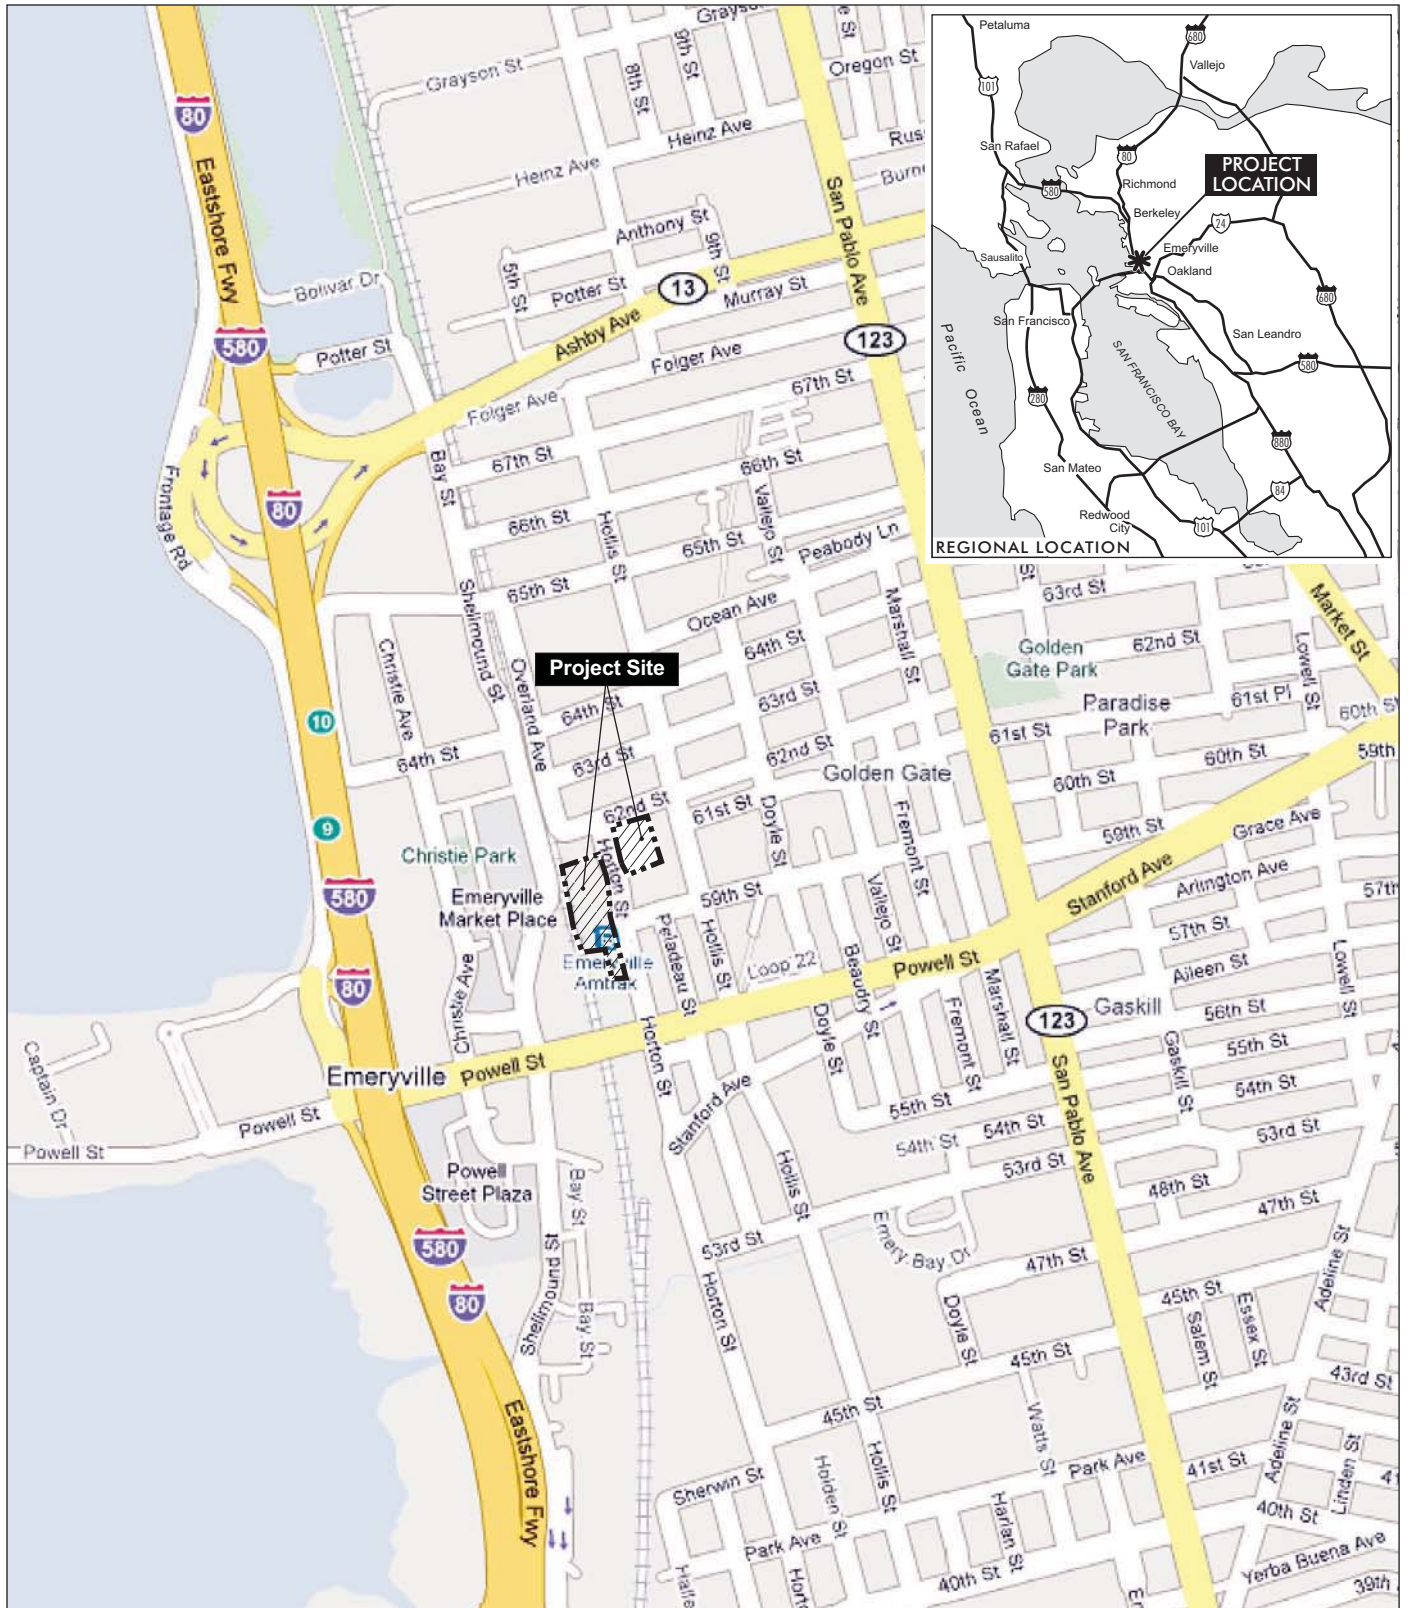 Grayson St
8th St
9th St
Oregon St
Heinz Ave
Heinz Ave
80
Eastshore Fwy
San Pablo Ave
Anthony St
9th St
5th St
Potter St
13
Murray St
Bolivar Dr
Ashby Ave
123
580
Potter St
Folger Ave
67th St
Folger Ave
Bay St
67th St
66th St
Frontage Rd
80
66th St
Hollis St
Vallejo St
65th St
Peabody Ln
Shellmound St
65th St
Ocean Ave
Marshall St
64th St
63rd St
Market St
62nd St
Lowell St
Golden
Gate Park
Christie Ave
Overland Ave
Project Site
64th St
63rd St
61st Pl
60th St
Paradise
Park
10
61st St
64th St
63rd St
62nd St
60th St
59th
Golden Gate
60th St
62nd St
61st St
Doyle St
Fremont St
59th St
Grace Ave
9
Christie Park
Horton St
Stanford Ave
Arlington Ave
57th
580
Emeryville
Market Place
59th St
Vallejo St
57th St
Emeryville
Amtrak
Peladeau St
Hollis St
Loop 22
Beaudry St
Powell St
Aileen St
Lowell St
80
Christie Ave
Marshall St
Fremont St
123
Gaskill
56th St
Captain Dr
Horton St
Doyle St
Gaskill St
55th St
Emeryville
Powell St
San Pablo Ave
54th St
Powell St
Stanford Ave
55th St
54th St
54th St
53rd St
Powell St
53rd St
Powell
Street Plaza
Bay St
Hollis St
48th St
47th St
580
53rd St
Emery Bay Dr
47th St
Adeline St
Shellmound St
80
Bay St
Horton St
Doyle St
45th St
Essex St
Salem St
45th St
43rd St
Eastshore Fwy
45th St
Watts St
Adeline St
Sherwin St
Holden St
Hollis St
Park Ave
41st St
Linden St
Harlan St
40th St
Park Ave
40th St
Yerba Buena Ave
39th
Petaluma
680
Vallejo
101
San Rafael
80
PROJECT
LOCATION
580
Richmond
Berkeley
24
Emeryville
Sausalito
Oakland
680
San Francisco
San Leandro
Pacific Ocean
SAN FRANCISCO BAY
580
280
880
San Mateo
84
Redwood
City
101
REGIONAL LOCATION